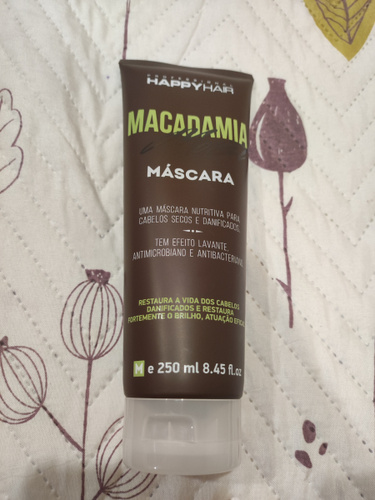 PROFESSIONAL
HAPPYHAIR
MACADAMIA
MÁSCARA
UMA MÁSCARA NUTRITIVA PARA
CABELOS SECOS E DANIFICADOS,
TEM EFEITO LAVANTE,
ANTIMICROBIANO E ANTIBACTERIANO
RESTAURA A VIDA DOS CABELOS
DANIFICADOS E RESTAURA
FORTEMENTE O BRILHO, ATUAÇÃO EFICAZ
M e 250 ml 8.45 fl.oz